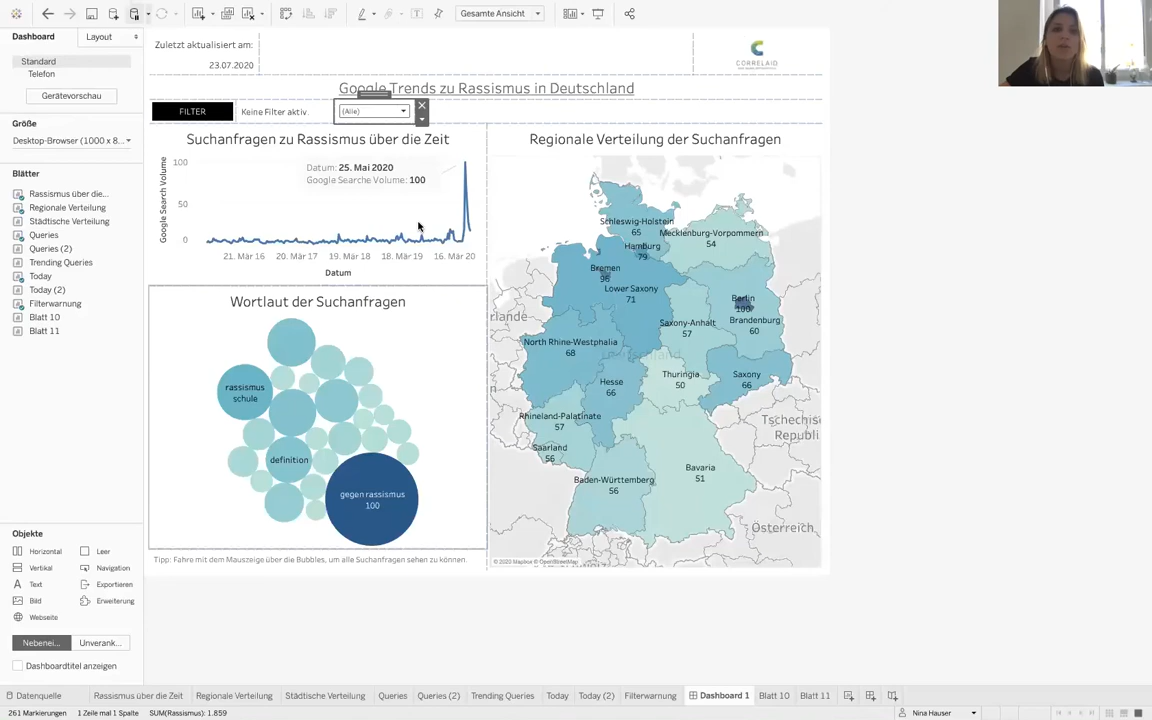 Gesamte Ansicht
Dashboard
Layout
Standard
Telefon
Gerätevorschau
Größe
Desktop-Browser (1000 x 8...
Blätter
Rassismus über die...
Regionale Verteilung
Städtische Verteilung
Queries
Queries (2)
Trending Queries
Today
Today (2)
Filterwarnung
Blatt 10
Blatt 11
Objekte
Horizontal
Leer
Vertikal
Navigation
Text
Exportieren
Bild
Erweiterung
Webseite
Nebenei...
Unverank...
Dashboardtitel anzeigen
Zuletzt aktualisiert am:
23.07.2020
CORRELAID
Google Trends zu Rassismus in Deutschland
FILTER
Keine Filter aktiv.
(Alle)
Suchanfragen zu Rassismus über die Zeit
Google Search Volume
100
50
0
Datum: 25. Mai 2020
Google Searche Volume: 100
21. Mär 16
20. Mär 17
19. Mär 18
18. Mär 19
16. Mär 20
Datum
Wortlaut der Suchanfragen
rassismus
schule
definition
gegen rassismus
100
Tipp: Fahre mit dem Mauszeige über die Bubbles, um alle Suchanfragen sehen zu können.
Regionale Verteilung der Suchanfragen
Schleswig-Holstein
65
Mecklenburg-Vorpommern
54
Hamburg
79
Bremen
96
Lower Saxony
71
Berlin
100
Brandenburg
60
Saxony-Anhalt
57
North Rhine-Westphalia
68
Deutschland
Hesse
66
Thuringia
50
Saxony
66
Rhineland-Palatinate
57
Saarland
56
Baden-Württemberg
56
Bavaria
51
rlande
Tschechis
Republi
Österreich
© 2020 Mapbox © OpenStreetMap
Datenquelle
Rassismus über die Zeit
Regionale Verteilung
Städtische Verteilung
Queries
Queries (2)
Trending Queries
Today
Today (2)
Filterwarnung
Dashboard 1
Blatt 10
Blatt 11
261 Markierungen
1 Zeile mal 1 Spalte
SUM(Rassismus): 1.859
Nina Hauser